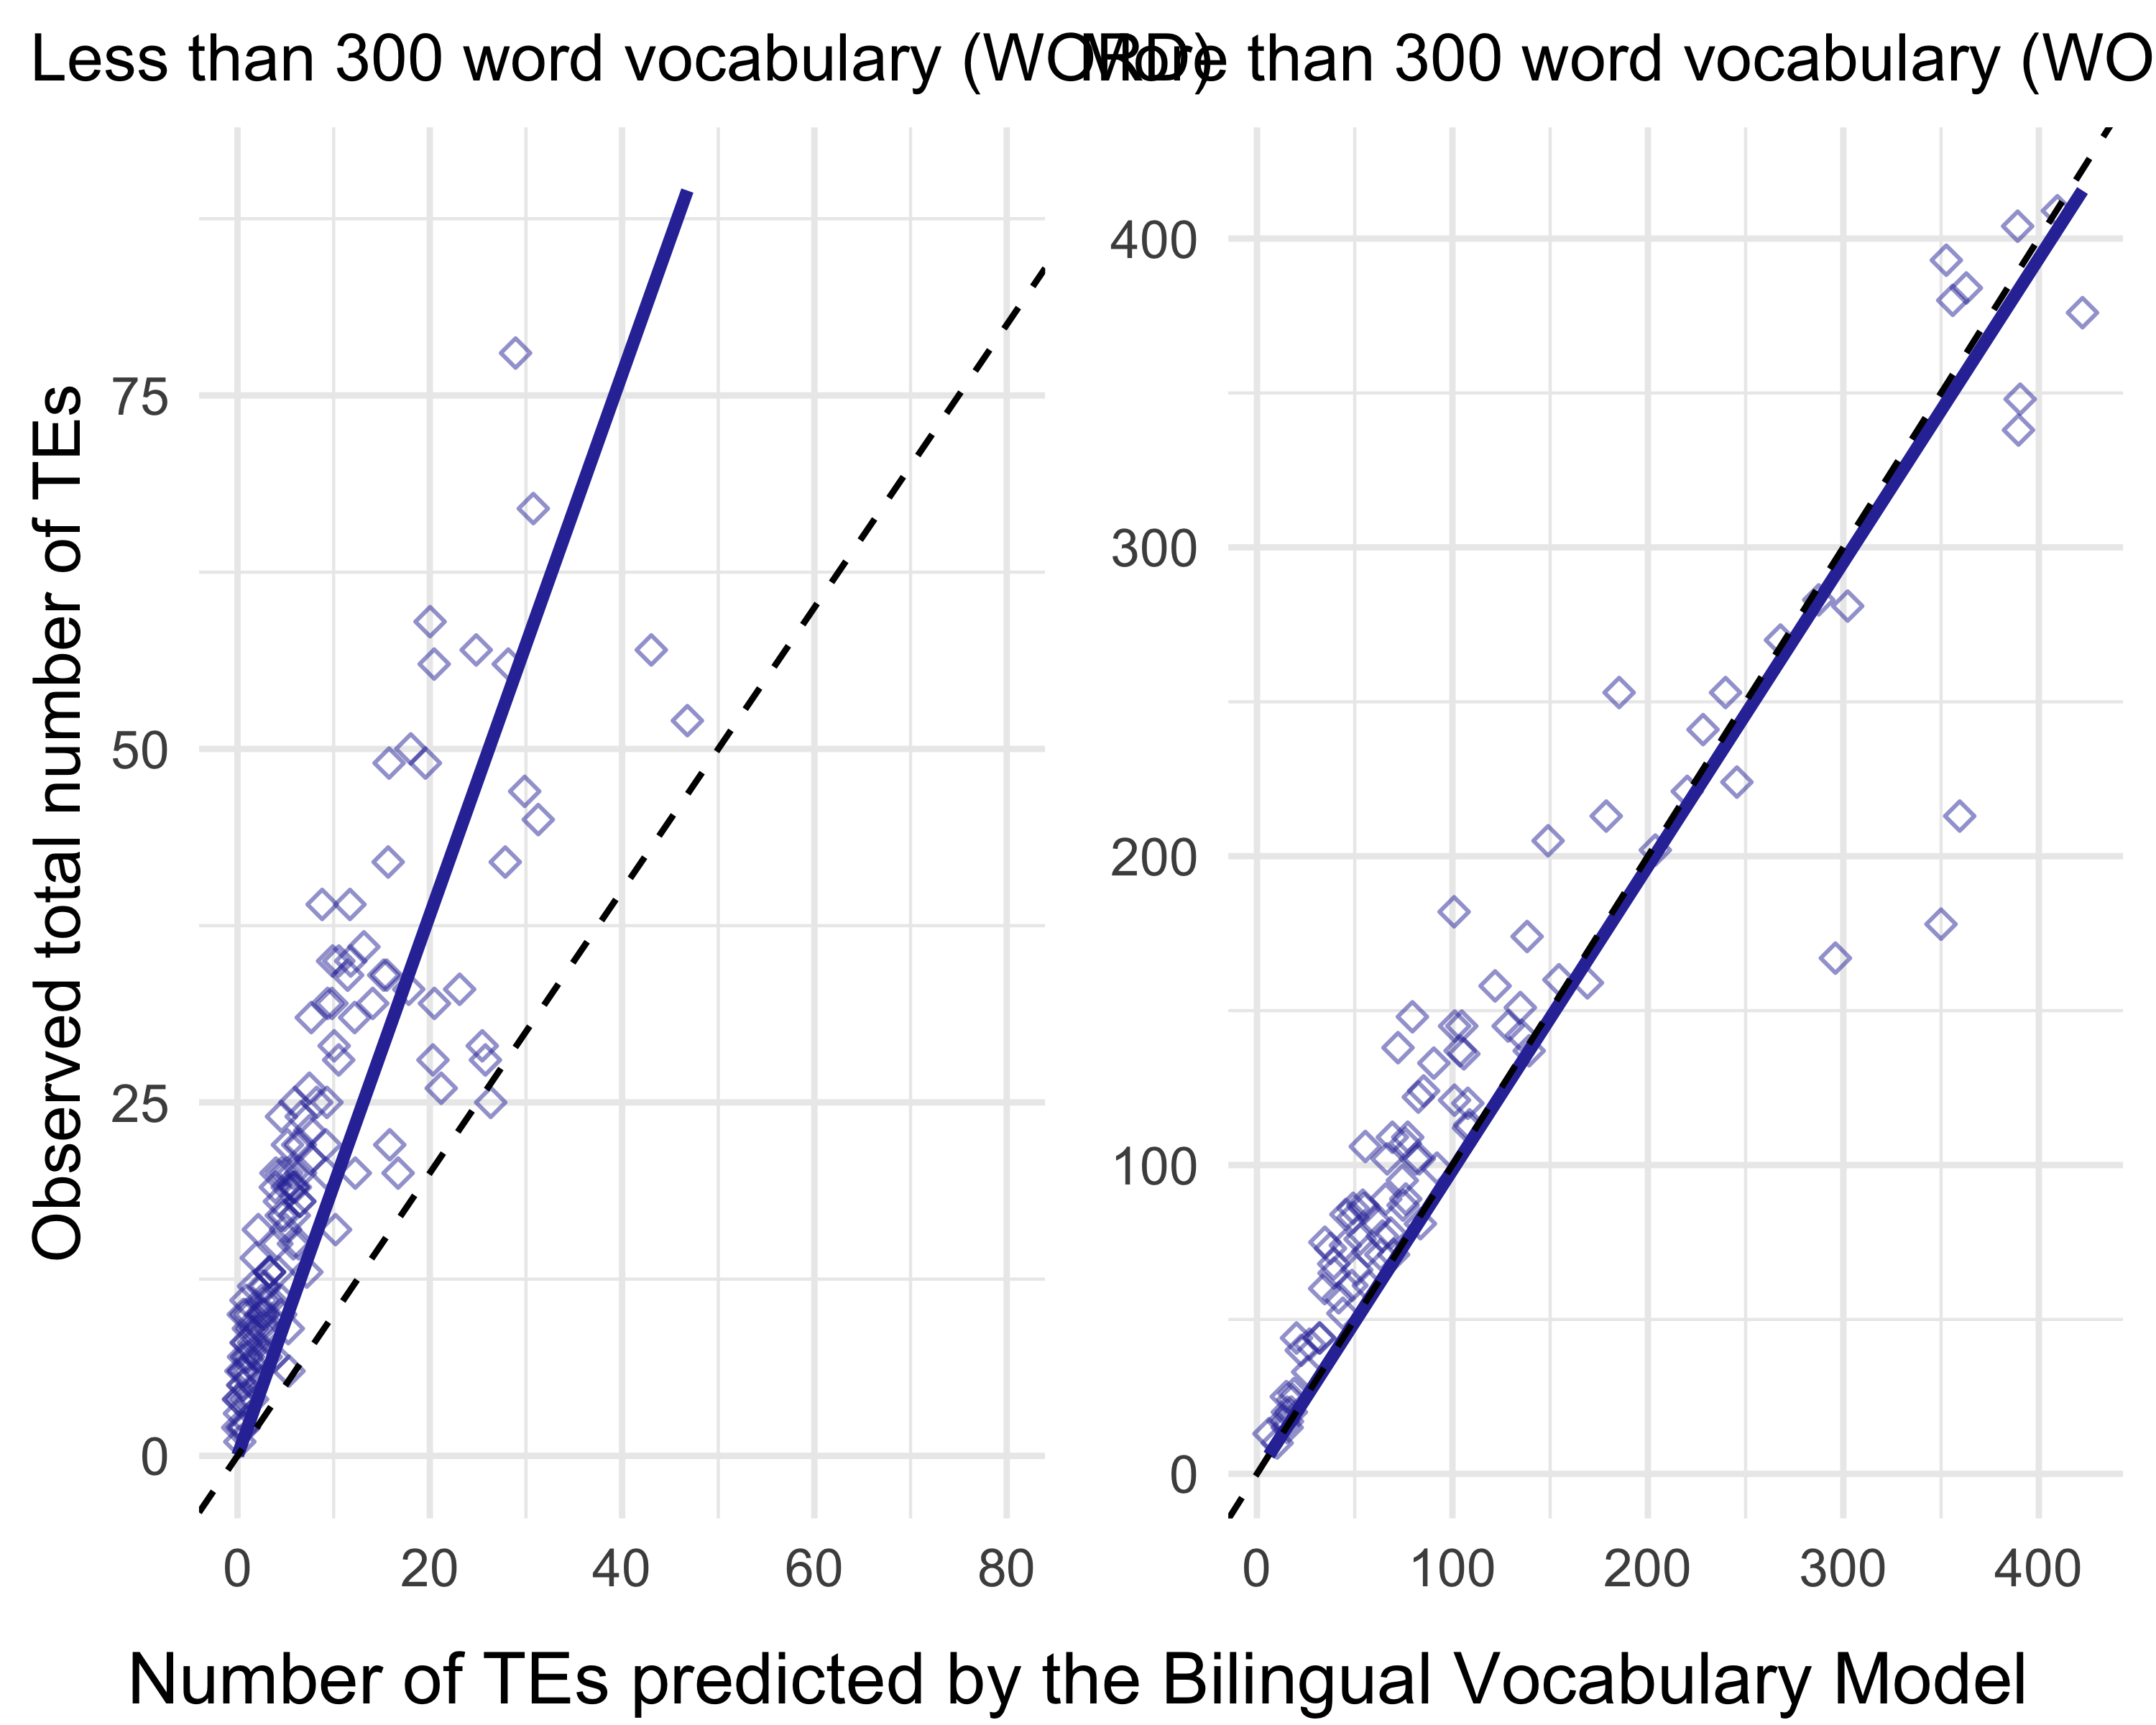 Less than 300 word vocabulary (WORD)
More than 300 word vocabulary (WO
Observed total number of TEs
75
50
25
0
0 20 40 60 80
400
300
200
100
0
0 100 200 300 400
Number of TEs predicted by the Bilingual Vocabulary Model